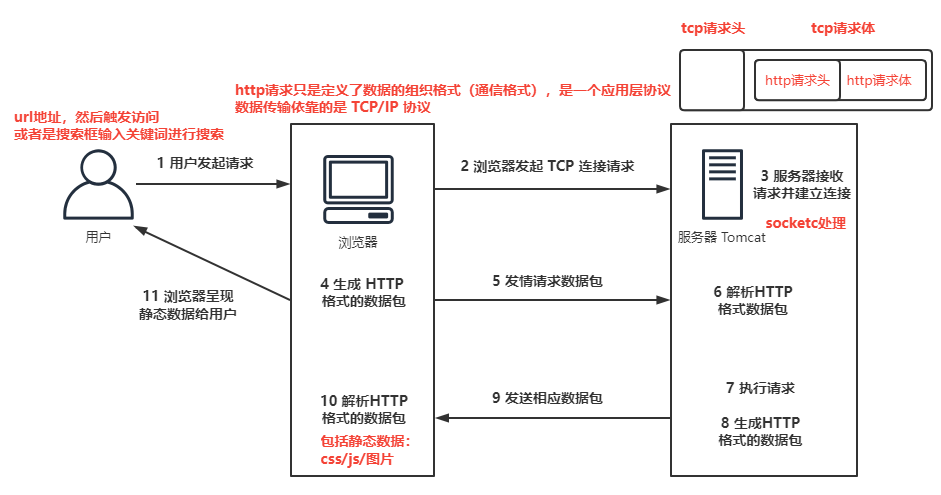 tcp请求头
tcp请求体
http请求头
http请求体
http请求只是定义了数据的组织格式（通信格式），是一个应用层协议
数据传输依靠的是 TCP/IP 协议
url地址，然后触发访问
或者是搜索框输入关键词进行搜索
1 用户发起请求
2 浏览器发起 TCP 连接请求
3 服务器接收
请求并建立连接
socketc处理
用户
浏览器
服务器 Tomcat
4 生成 HTTP
格式的数据包
5 发情请求数据包
6 解析HTTP
格式数据包
11 浏览器呈现
静态数据给用户
7 执行请求
8 生成HTTP
格式的数据包
9 发送相应数据包
10 解析HTTP
格式的数据包
包括静态数据：
css/js/图片